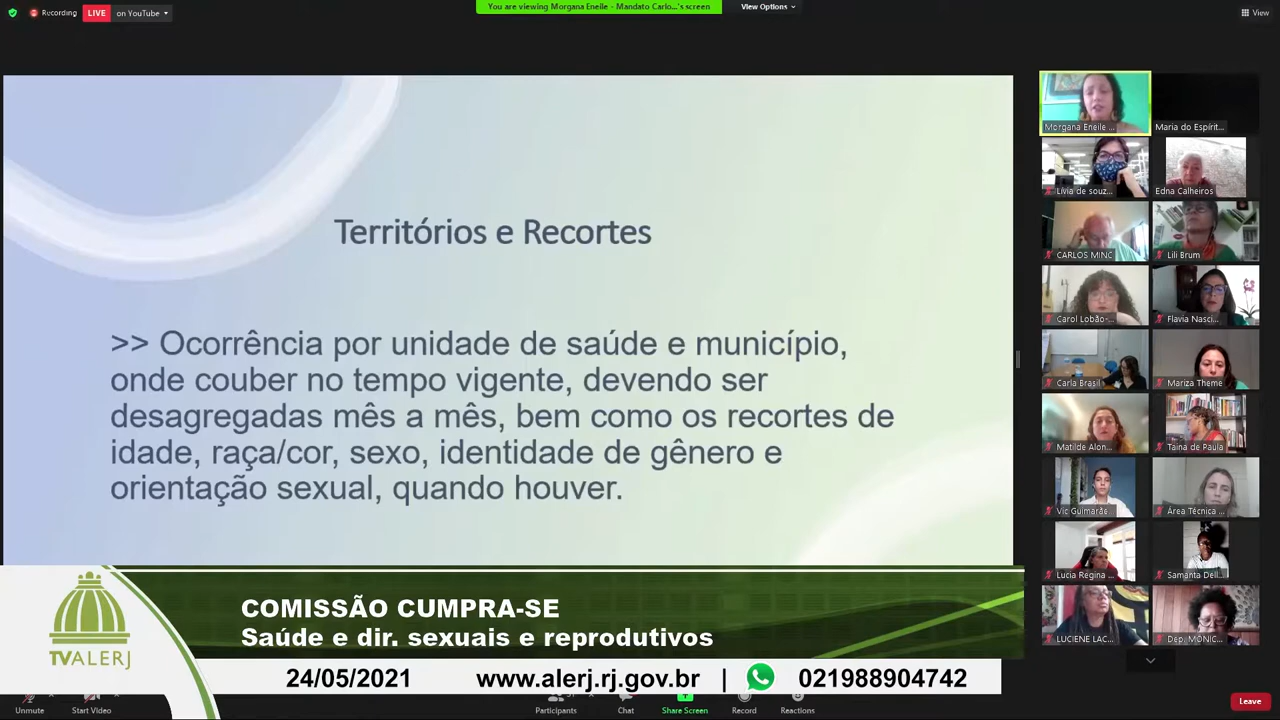 Recording
LIVE
on YouTube
You are viewing Morgana Eneile - Mandato Carlo...'s screen
View Options
View
Territórios e Recortes
>> Ocorrência por unidade de saúde e município,
onde couber no tempo vigente, devendo ser
desagregadas mês a mês, bem como os recortes de
idade, raça/cor, sexo, identidade de gênero e
orientação sexual, quando houver.
Morgana Eneile ...
Maria do Espírit...
Lívia de souz...
Edna Calheiros
CARLOS MINC
Lili Brum
Carol Lobão-...
Flavia Nasci...
Carla Brasil
Mariza Theme
Matilde Alon...
Taina de Paula
Vic Guimarãe...
Área Técnica ...
Lucia Regina ...
Samanta Dell...
LUCIENE LAC...
Dep. MONIC...
TVALERJ
COMISSÃO CUMPRA-SE
Saúde e dir. sexuais e reprodutivos
24/05/2021 www.alerj.rj.gov.br | 021988904742
Unmute
Start Video
Participants
Chat
Share Screen
Record
Reactions
Leave